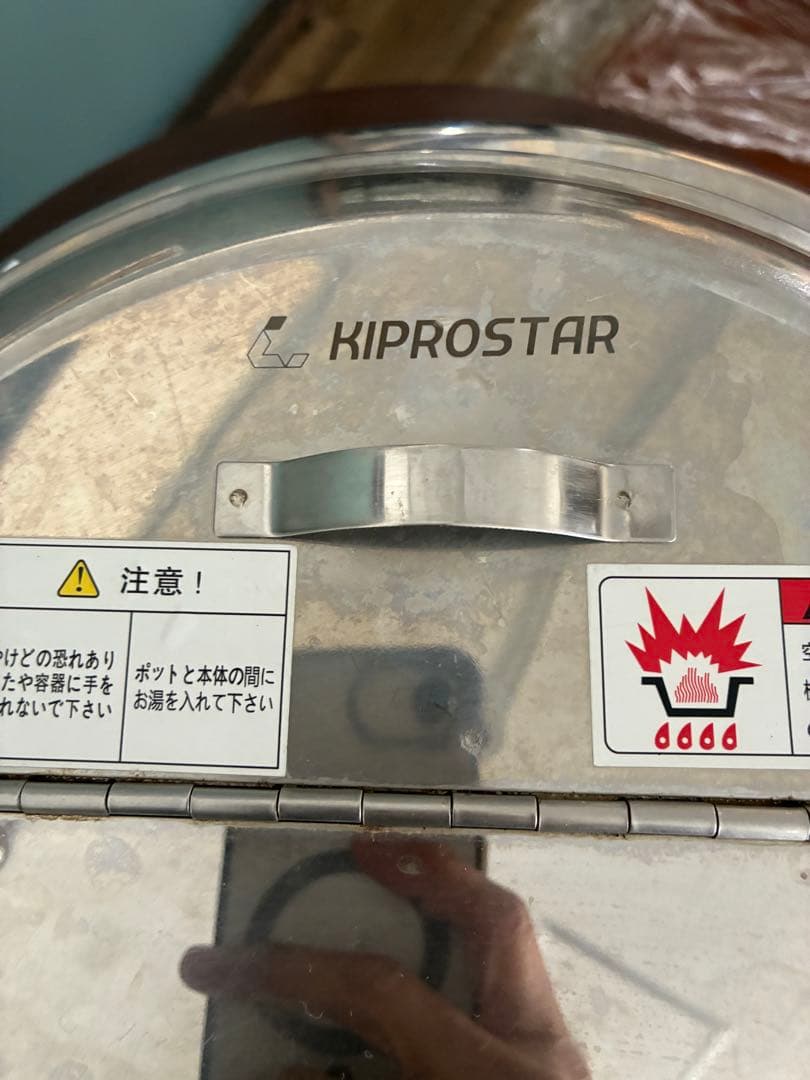 KIPROSTAR
注意！
けどの恐れあり
たや容器に手を
れないで下さい
ポットと本体の間に
お湯を入れて下さい
空